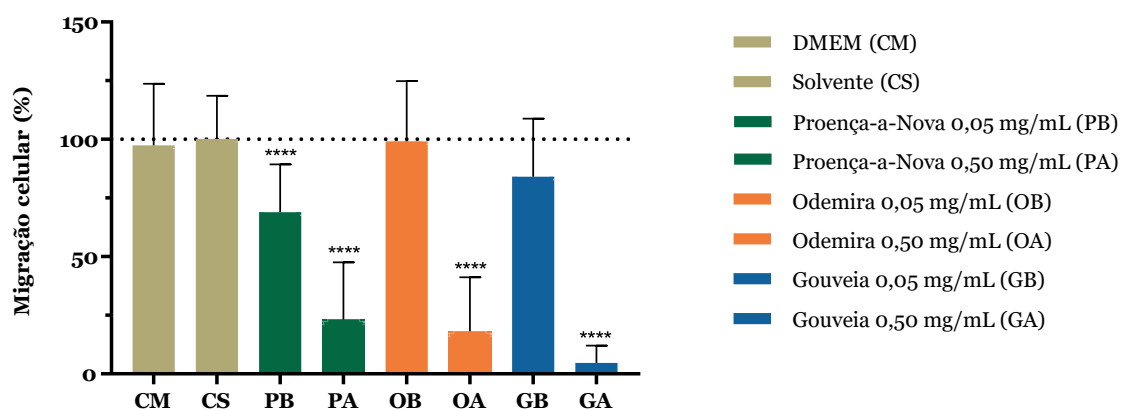 Migração celular (%)
150
100
50
0
****
****
****
****
CM CS PB PA OB OA GB GA
DMEM (CM)
Solvente (CS)
Proença-a-Nova 0,05 mg/mL (PB)
Proença-a-Nova 0,50 mg/mL (PA)
Odemira 0,05 mg/mL (OB)
Odemira 0,50 mg/mL (OA)
Gouveia 0,05 mg/mL (GB)
Gouveia 0,50 mg/mL (GA)